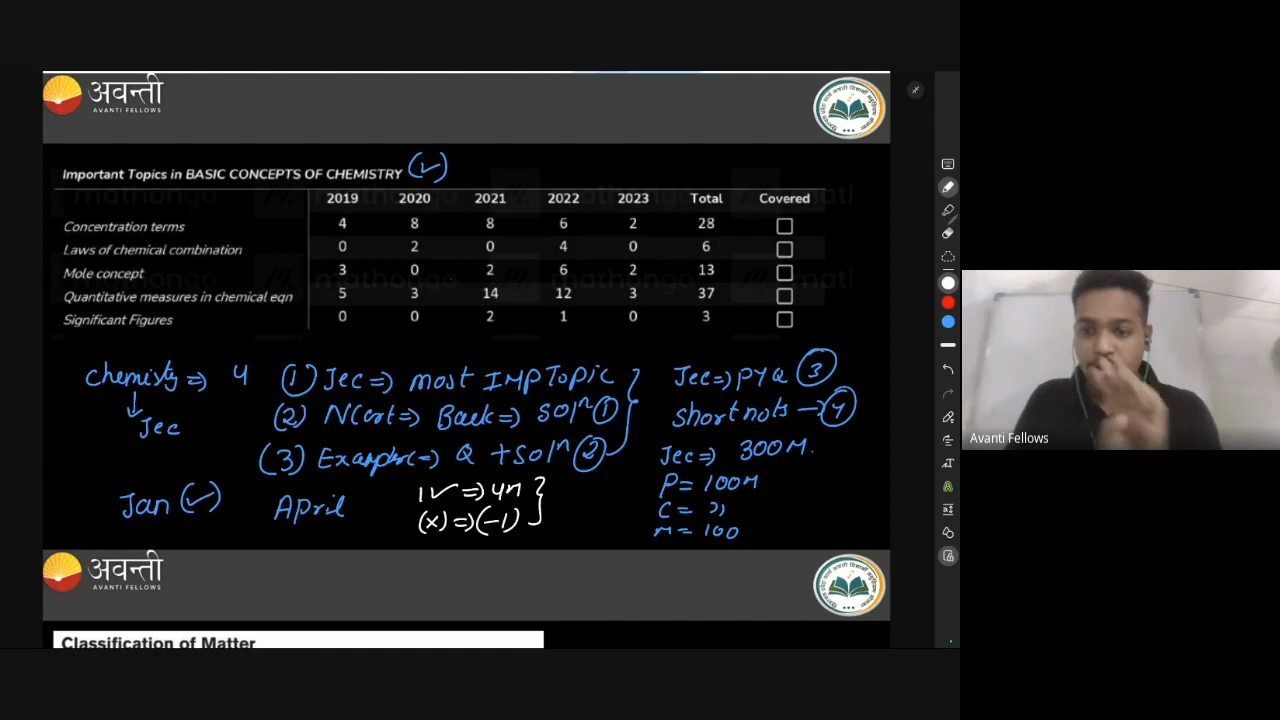 अवन्ती
AVANTI FELLOWS
Important Topics in BASIC CONCEPTS OF CHEMISTRY (✓)
2019 2020 2021 2022 2023 Total Covered
Concentration terms 4 8 8 6 2 28
Laws of chemical combination 0 2 0 4 0 6
Mole concept 3 0 2 6 2 13
Quantitative measures in chemical eqn 5 3 14 12 3 37
Significant Figures 0 0 2 1 0 3
mathongo mathongo
Chemisty => 4 (1) Jee => most IMP Topic } Jee => PYQ (3)
↓ Jee (2) NCert => Back => Solⁿ (1) Short nots → (4)
(3) Examples => Q + Solⁿ (2) Jee => 300M.
Jan (✓) April 1 ✓ => 4M } P = 100M
(x) => (-1) C = ,,
M = 100
अवन्ती
AVANTI FELLOWS
Classification of Matter
Avanti Fellows